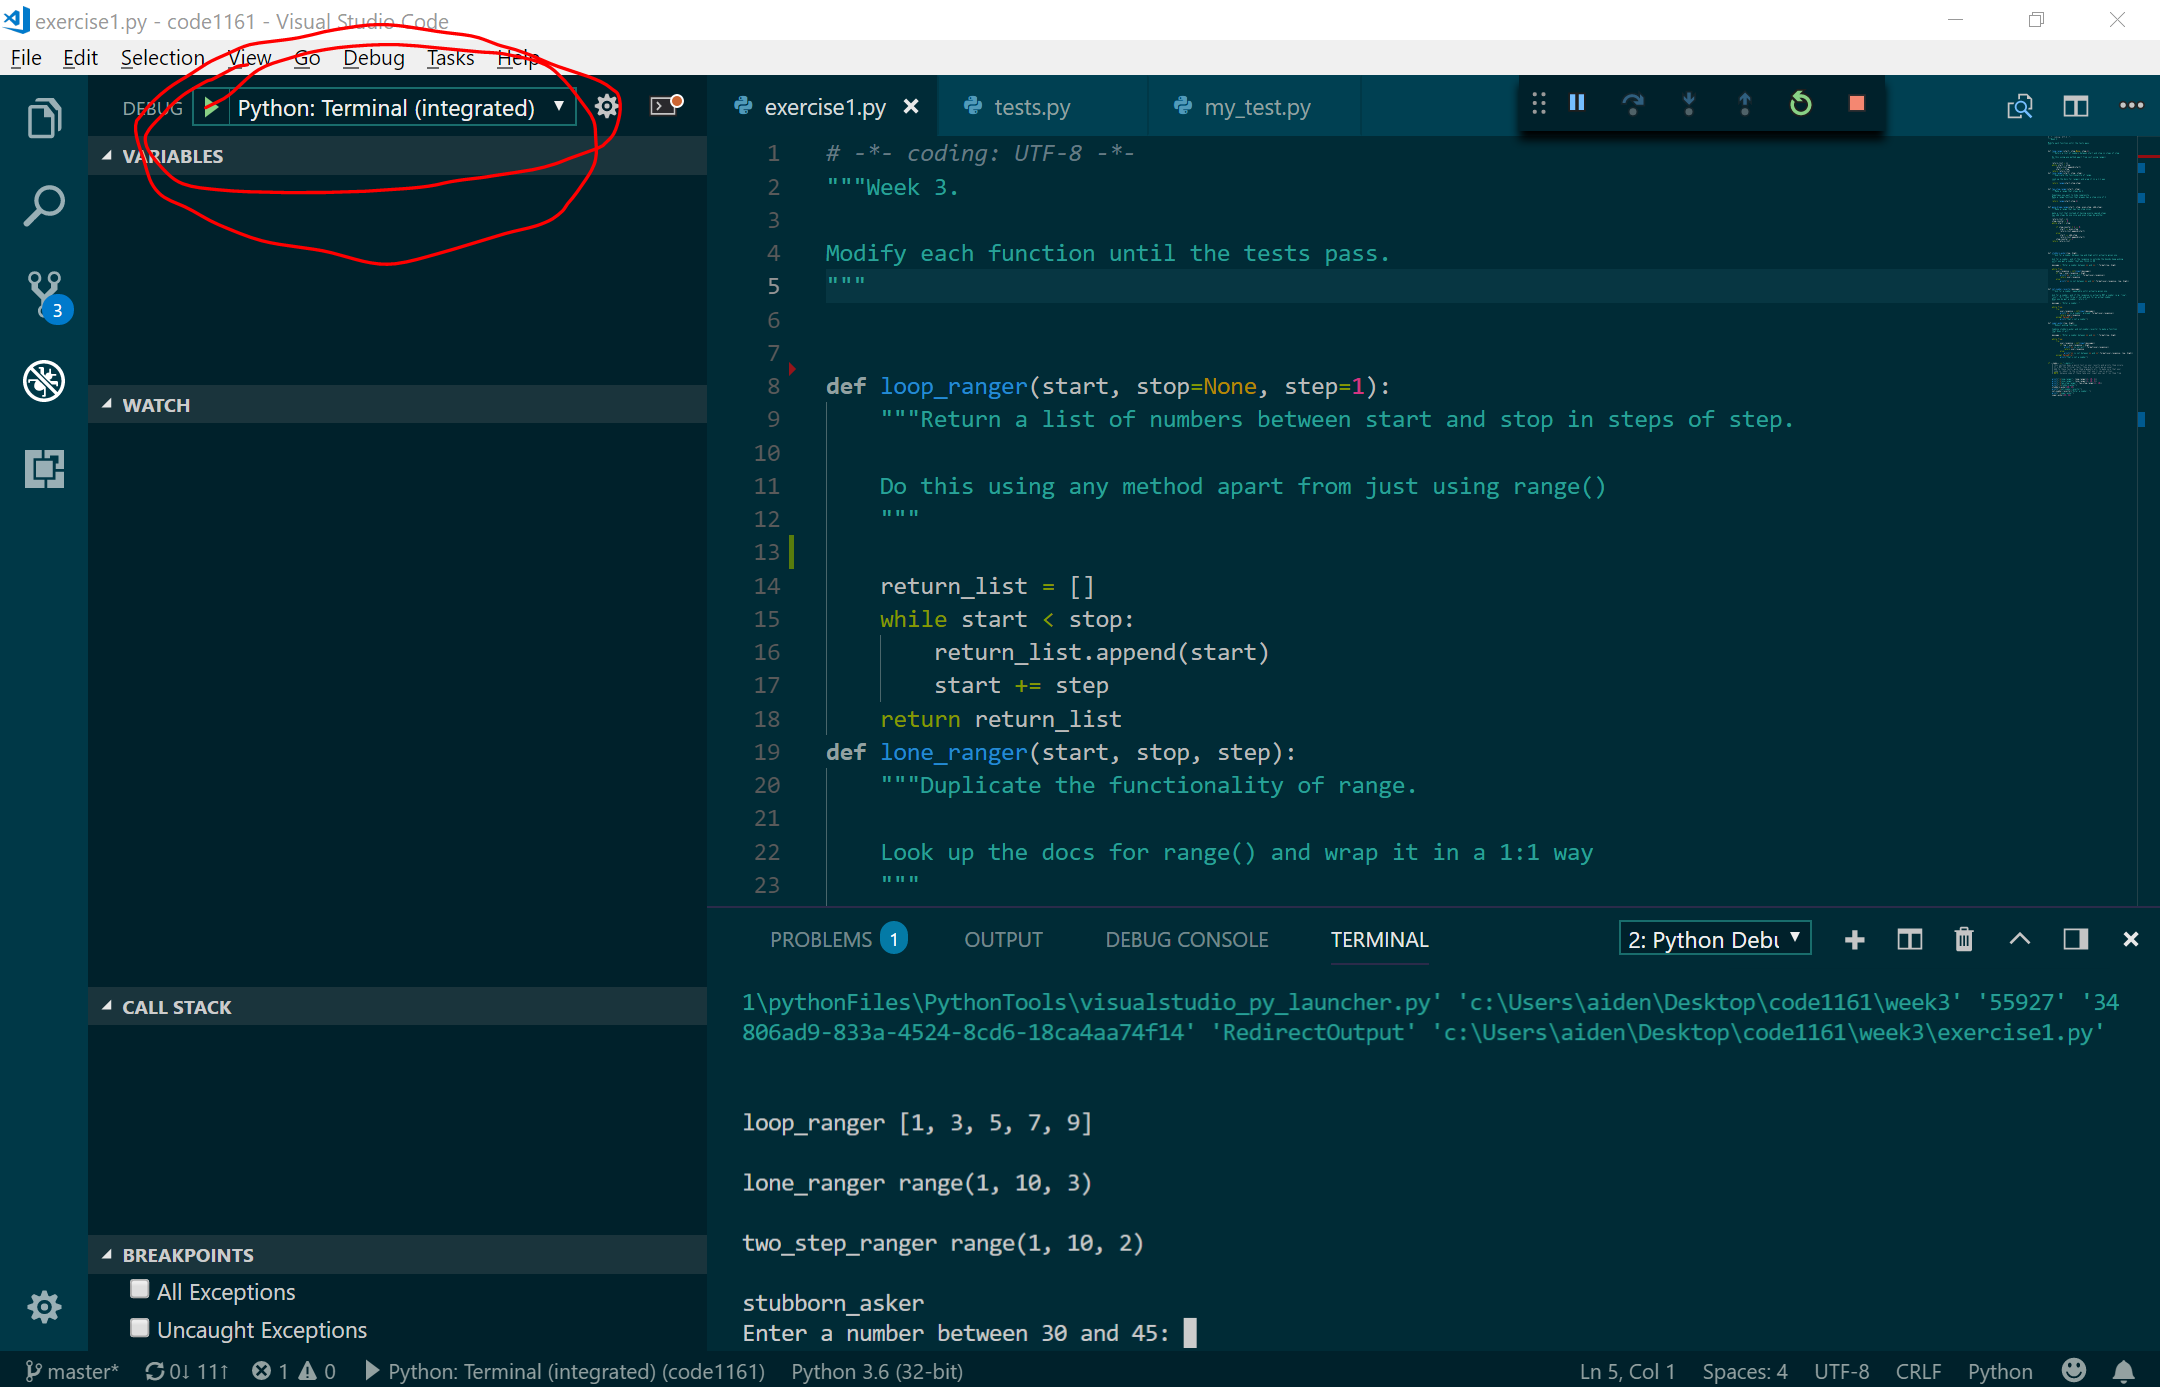 exercise1.py - code1161 - Visual Studio Code
File Edit Selection View Go Debug Tasks Help
DEBUG Python: Terminal (integrated)
VARIABLES
3
WATCH
CALL STACK
BREAKPOINTS
All Exceptions
Uncaught Exceptions
exercise1.py tests.py my_test.py
1 # -*- coding: UTF-8 -*-
2 """Week 3.
3
4 Modify each function until the tests pass.
5 """
6
7
8 def loop_ranger(start, stop=None, step=1):
9 """Return a list of numbers between start and stop in steps of step.
10
11 Do this using any method apart from just using range()
12 """
13
14 return_list = []
15 while start < stop:
16 return_list.append(start)
17 start += step
18 return return_list
19 def lone_ranger(start, stop, step):
20 """Duplicate the functionality of range.
21
22 Look up the docs for range() and wrap it in a 1:1 way
23 """
PROBLEMS 1 OUTPUT DEBUG CONSOLE TERMINAL 2: Python Debu
1\pythonFiles\PythonTools\visualstudio_py_launcher.py' 'c:\Users\aiden\Desktop\code1161\week3' '55927' '34
806ad9-833a-4524-8cd6-18ca4aa74f14' 'RedirectOutput' 'c:\Users\aiden\Desktop\code1161\week3\exercise1.py'
loop_ranger [1, 3, 5, 7, 9]
lone_ranger range(1, 10, 3)
two_step_ranger range(1, 10, 2)
stubborn_asker
Enter a number between 30 and 45:
master* 0↓ 11↑ 1 0 Python: Terminal (integrated) (code1161) Python 3.6 (32-bit) Ln 5, Col 1 Spaces: 4 UTF-8 CRLF Python